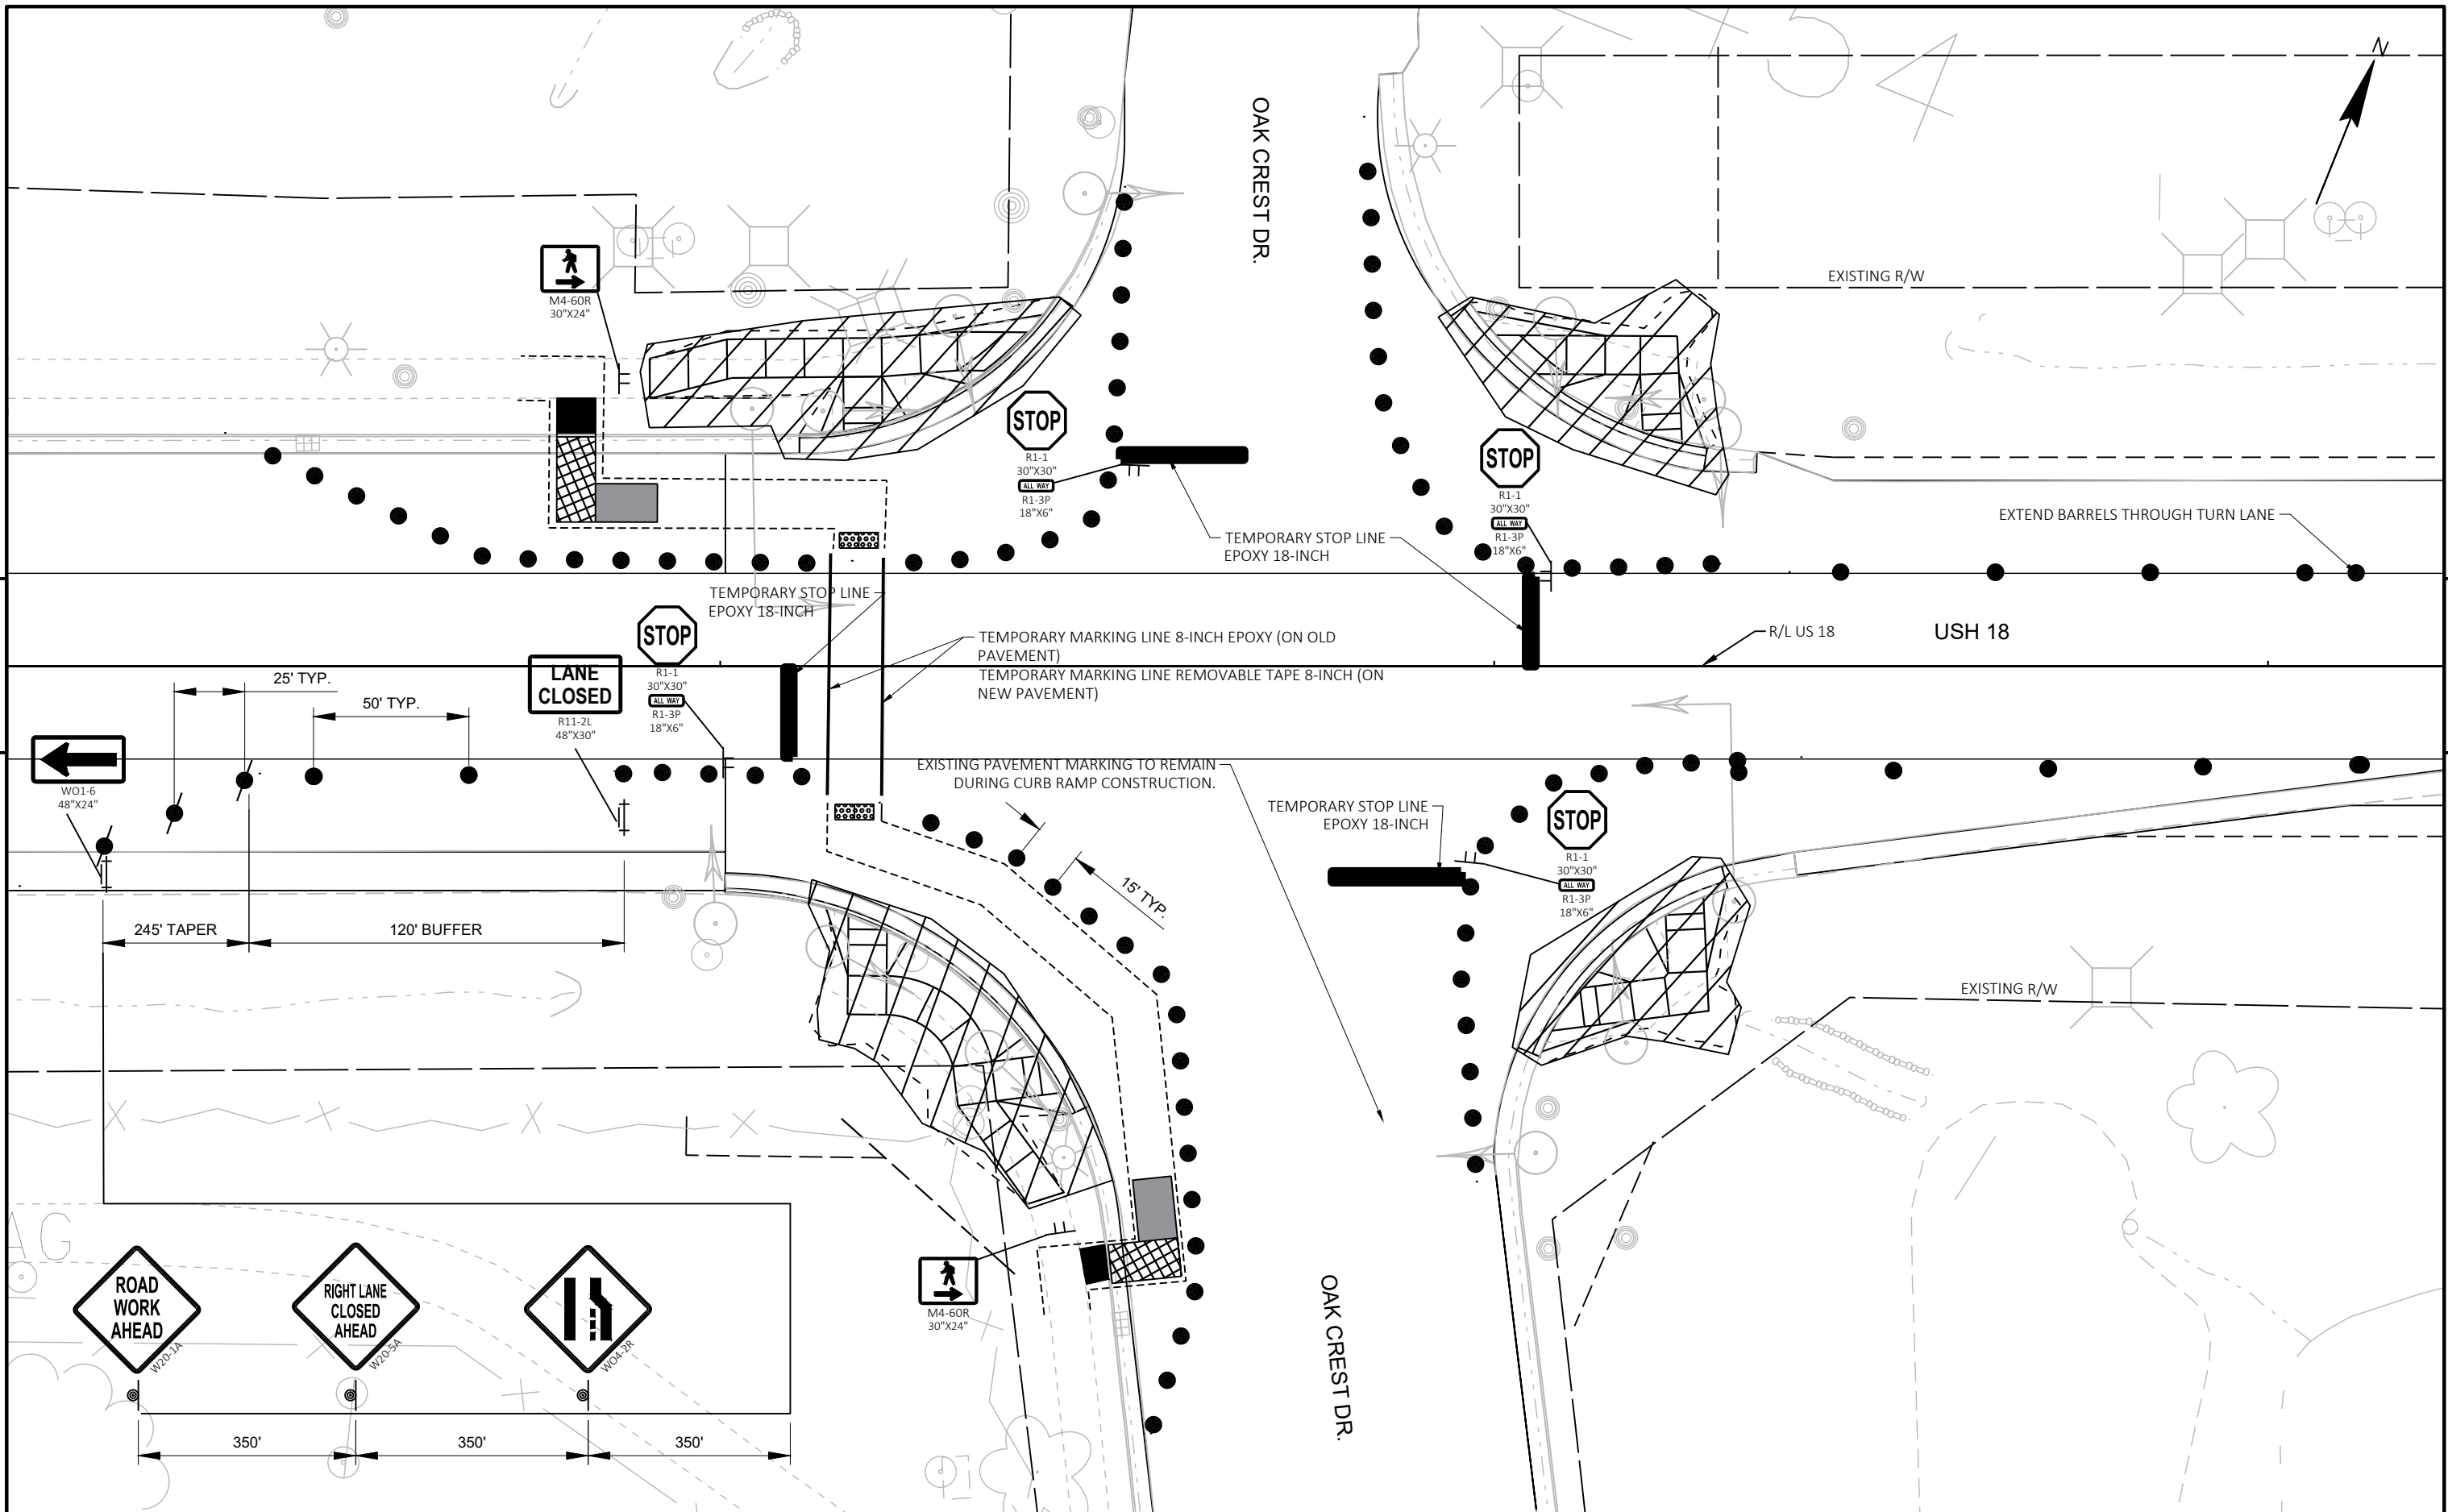 N
OAK CREST DR.
EXISTING R/W
M4-60R
30"X24"
STOP
R1-1
30"X30"
ALL WAY
R1-3P
18"X6"
STOP
R1-1
30"X30"
ALL WAY
R1-3P
18"X6"
TEMPORARY STOP LINE
EPOXY 18-INCH
EXTEND BARRELS THROUGH TURN LANE
TEMPORARY STOP LINE
EPOXY 18-INCH
STOP
R1-1
30"X30"
ALL WAY
R1-3P
18"X6"
LANE
CLOSED
R11-2L
48"X30"
TEMPORARY MARKING LINE 8-INCH EPOXY (ON OLD
PAVEMENT)
TEMPORARY MARKING LINE REMOVABLE TAPE 8-INCH (ON
NEW PAVEMENT)
R/L US 18
USH 18
25' TYP.
50' TYP.
WO1-6
48"X24"
EXISTING PAVEMENT MARKING TO REMAIN
DURING CURB RAMP CONSTRUCTION.
TEMPORARY STOP LINE
EPOXY 18-INCH
STOP
R1-1
30"X30"
ALL WAY
R1-3P
18"X6"
15' TYP.
245' TAPER
120' BUFFER
EXISTING R/W
AG
ROAD
WORK
AHEAD
W20-1A
RIGHT LANE
CLOSED
AHEAD
W20-5A
WO4-2R
M4-60R
30"X24"
OAK CREST DR.
350'
350'
350'